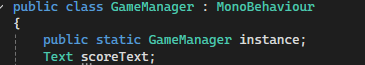 public class GameManager : MonoBehaviour
{
public static GameManager instance;
Text scoreText;